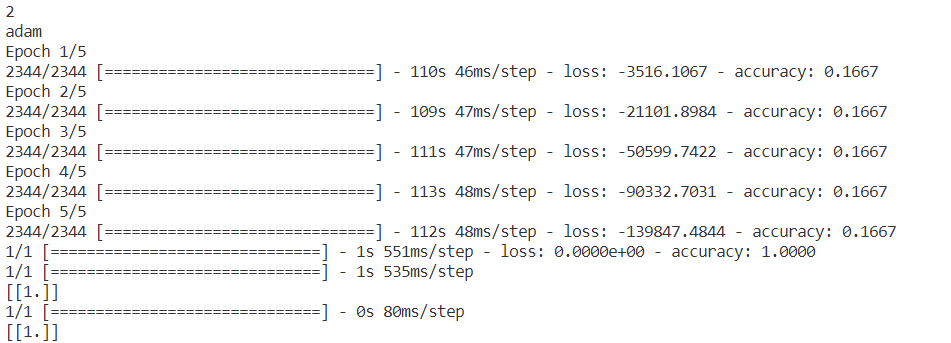 2
adam
Epoch 1/5
2344/2344 [==============================] - 110s 46ms/step - loss: -3516.1067 - accuracy: 0.1667
Epoch 2/5
2344/2344 [==============================] - 109s 47ms/step - loss: -21101.8984 - accuracy: 0.1667
Epoch 3/5
2344/2344 [==============================] - 111s 47ms/step - loss: -50599.7422 - accuracy: 0.1667
Epoch 4/5
2344/2344 [==============================] - 113s 48ms/step - loss: -90332.7031 - accuracy: 0.1667
Epoch 5/5
2344/2344 [==============================] - 112s 48ms/step - loss: -139847.4844 - accuracy: 0.1667
1/1 [==============================] - 1s 551ms/step - loss: 0.0000e+00 - accuracy: 1.0000
1/1 [==============================] - 1s 535ms/step
[[1.]]
1/1 [==============================] - 0s 80ms/step
[[1.]]